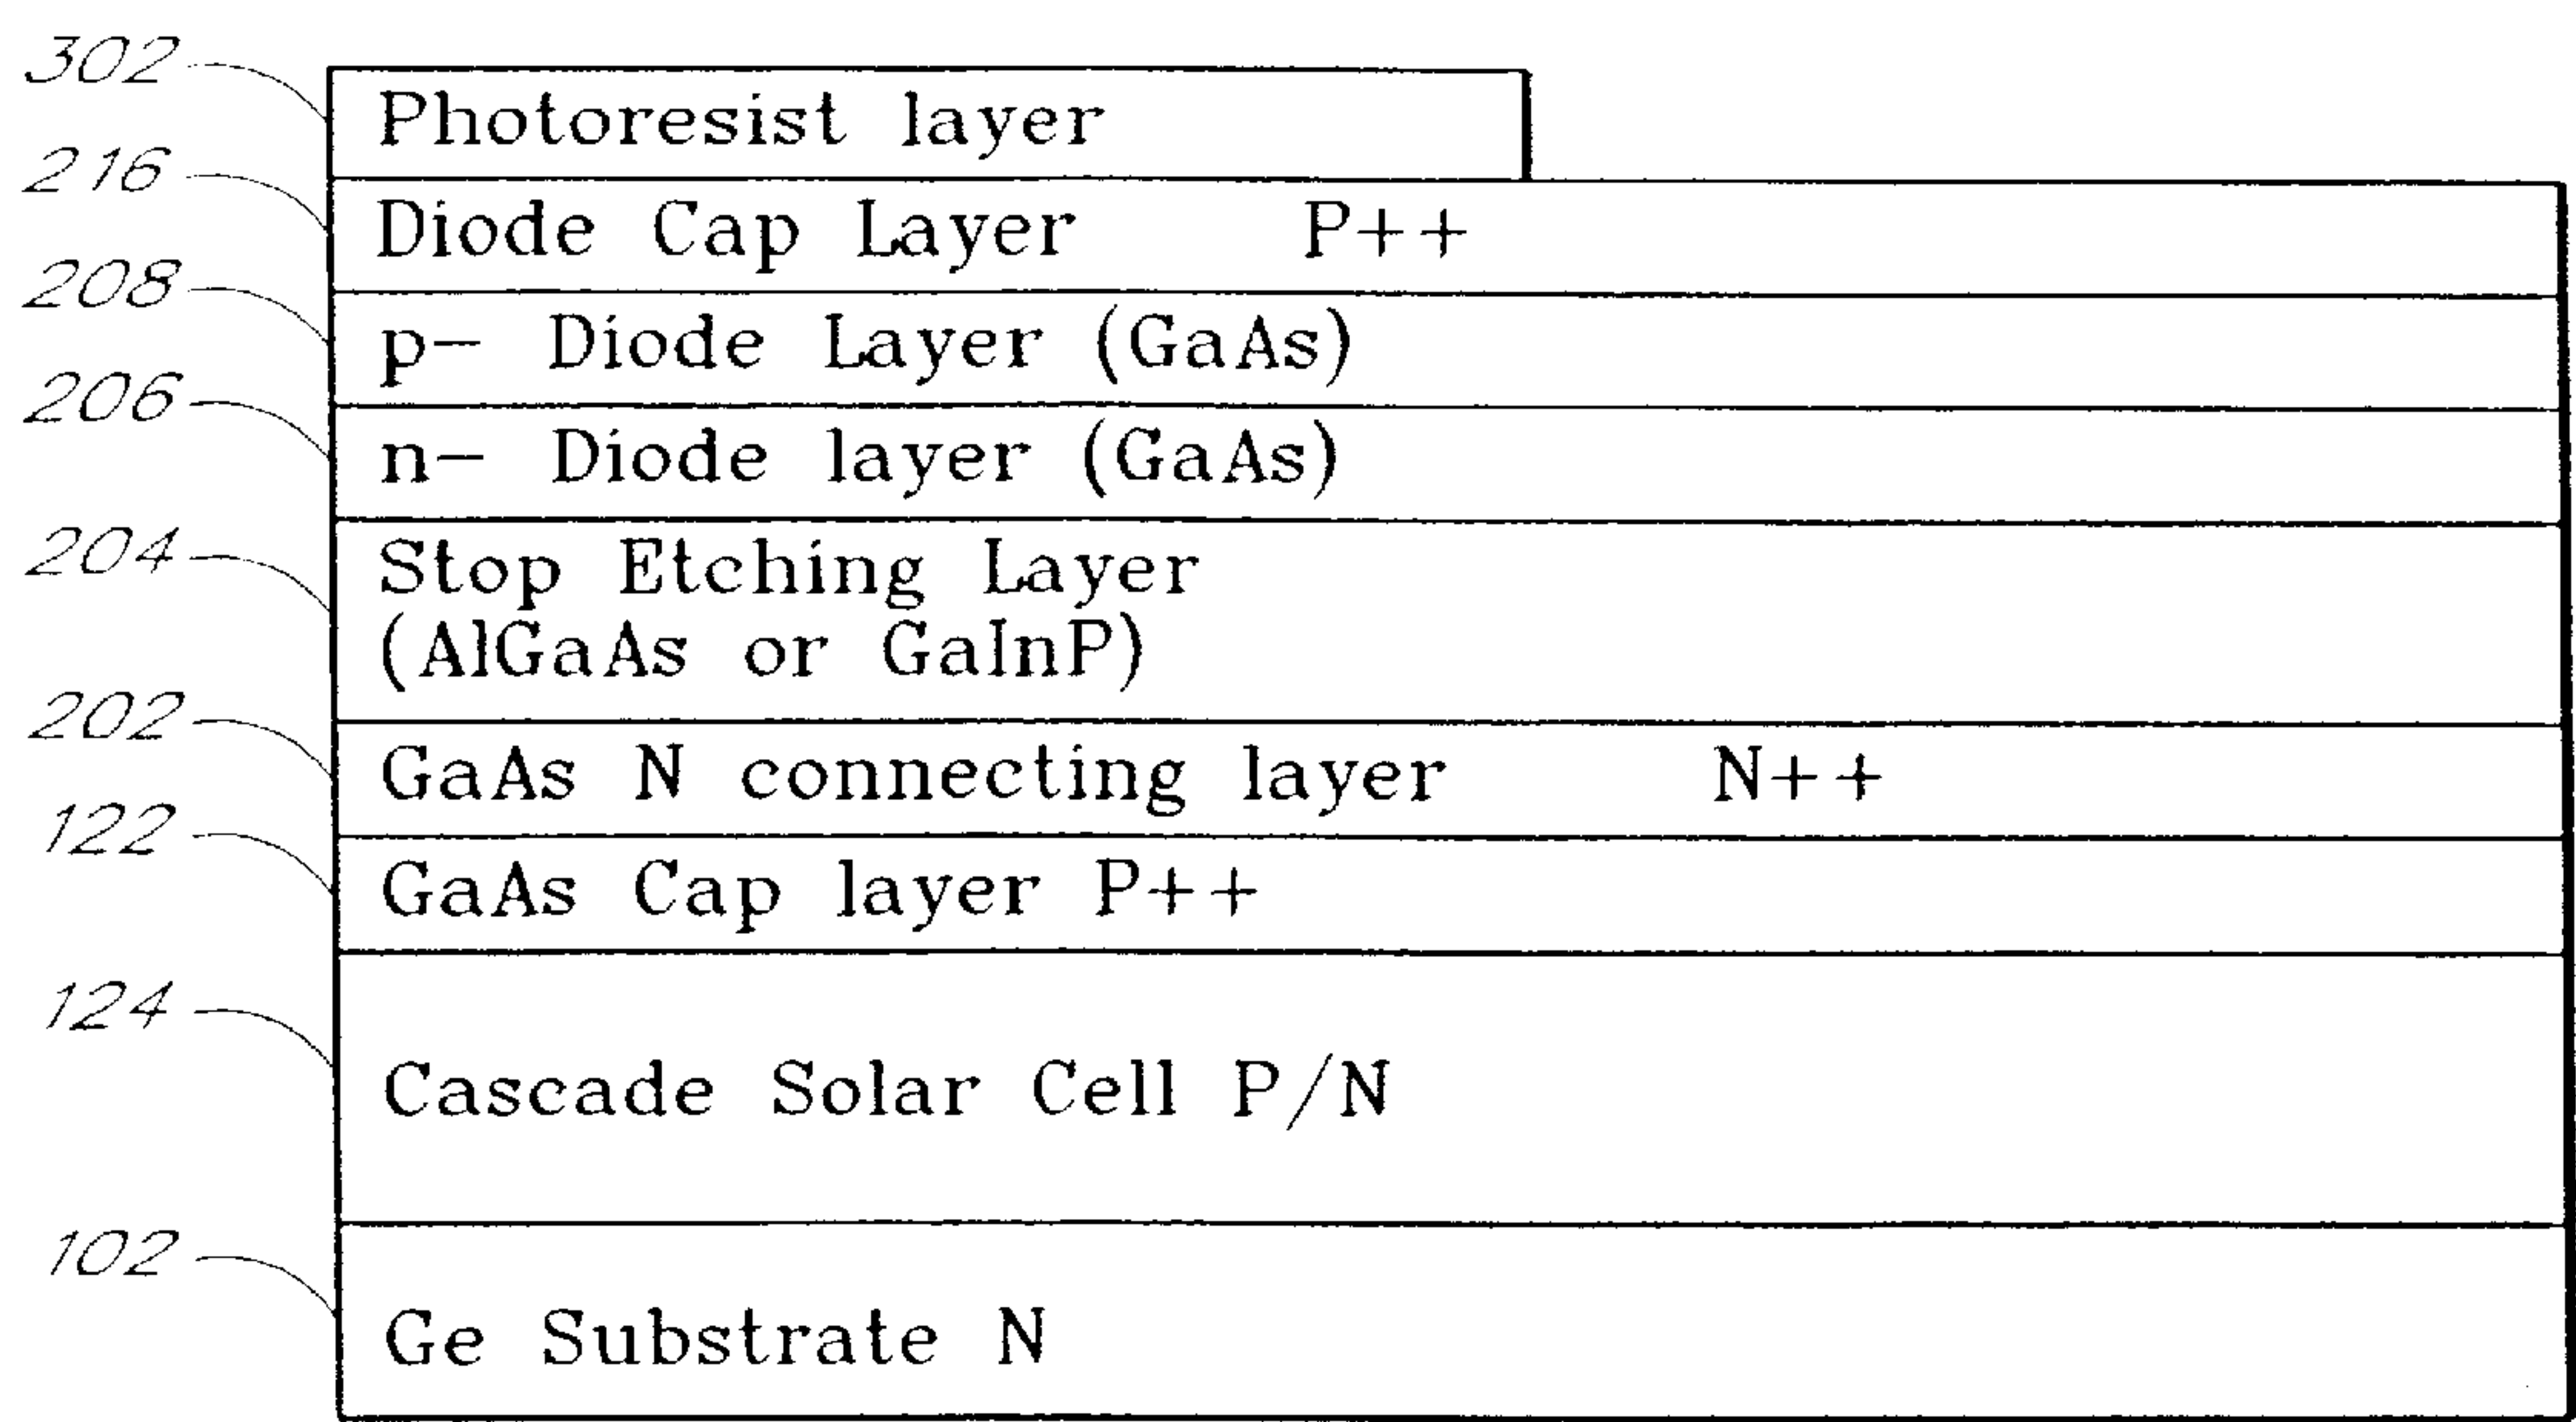 302
Photoresist layer
216
Diode Cap Layer P++
208
p- Diode Layer (GaAs)
206
n- Diode layer (GaAs)
204
Stop Etching Layer
(AlGaAs or GaInP)
202
GaAs N connecting layer N++
122
GaAs Cap layer P++
124
Cascade Solar Cell P/N
102
Ge Substrate N